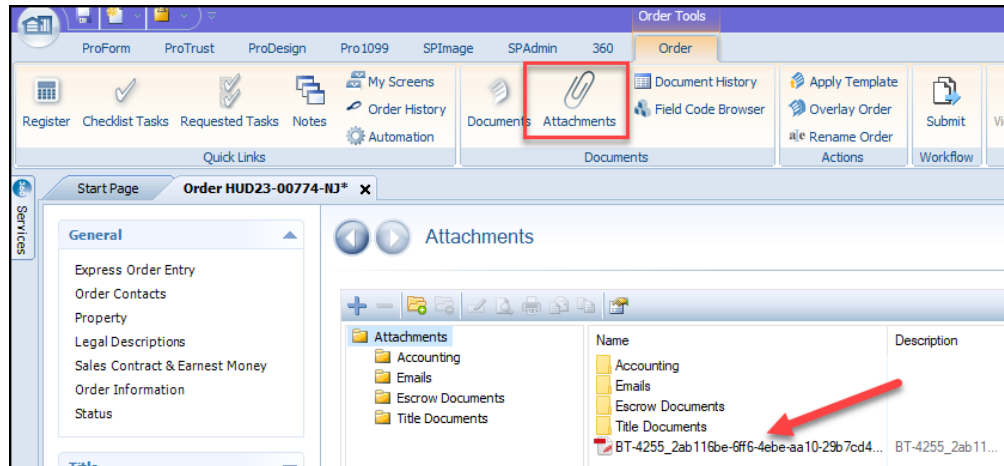 Order Tools
ProForm ProTrust ProDesign Pro1099 SPImage SPAdmin 360 Order
Register Checklist Tasks Requested Tasks Notes
My Screens
Order History
Automation
Quick Links
Documents Attachments
Document History
Field Code Browser
Documents
Apply Template
Overlay Order
Rename Order
Actions
Submit
Workflow
360 Services
Start Page Order HUD23-00774-NJ*
General
Express Order Entry
Order Contacts
Property
Legal Descriptions
Sales Contract & Earnest Money
Order Information
Status
Attachments
Attachments
Accounting
Emails
Escrow Documents
Title Documents
Name Description
Accounting
Emails
Escrow Documents
Title Documents
BT-4255_2ab116be-6ff6-4ebe-aa10-29b7cd4... BT-4255_2ab11...